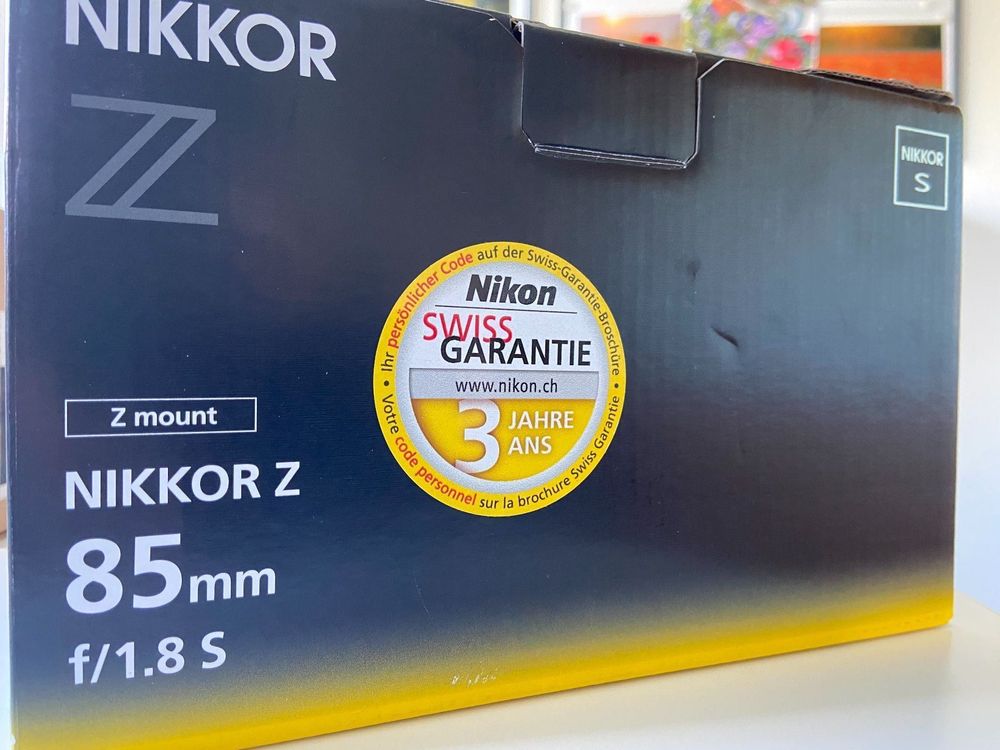 NIKKOR
Z
NIKKOR
S
Ihr persönlicher Code auf der Swiss-Garantie-Broschüre
Nikon
SWISS
GARANTIE
www.nikon.ch
3 JAHRE
ANS
Votre code personnel sur la brochure Swiss Garantie
Z mount
NIKKOR Z
85mm
f/1.8 S